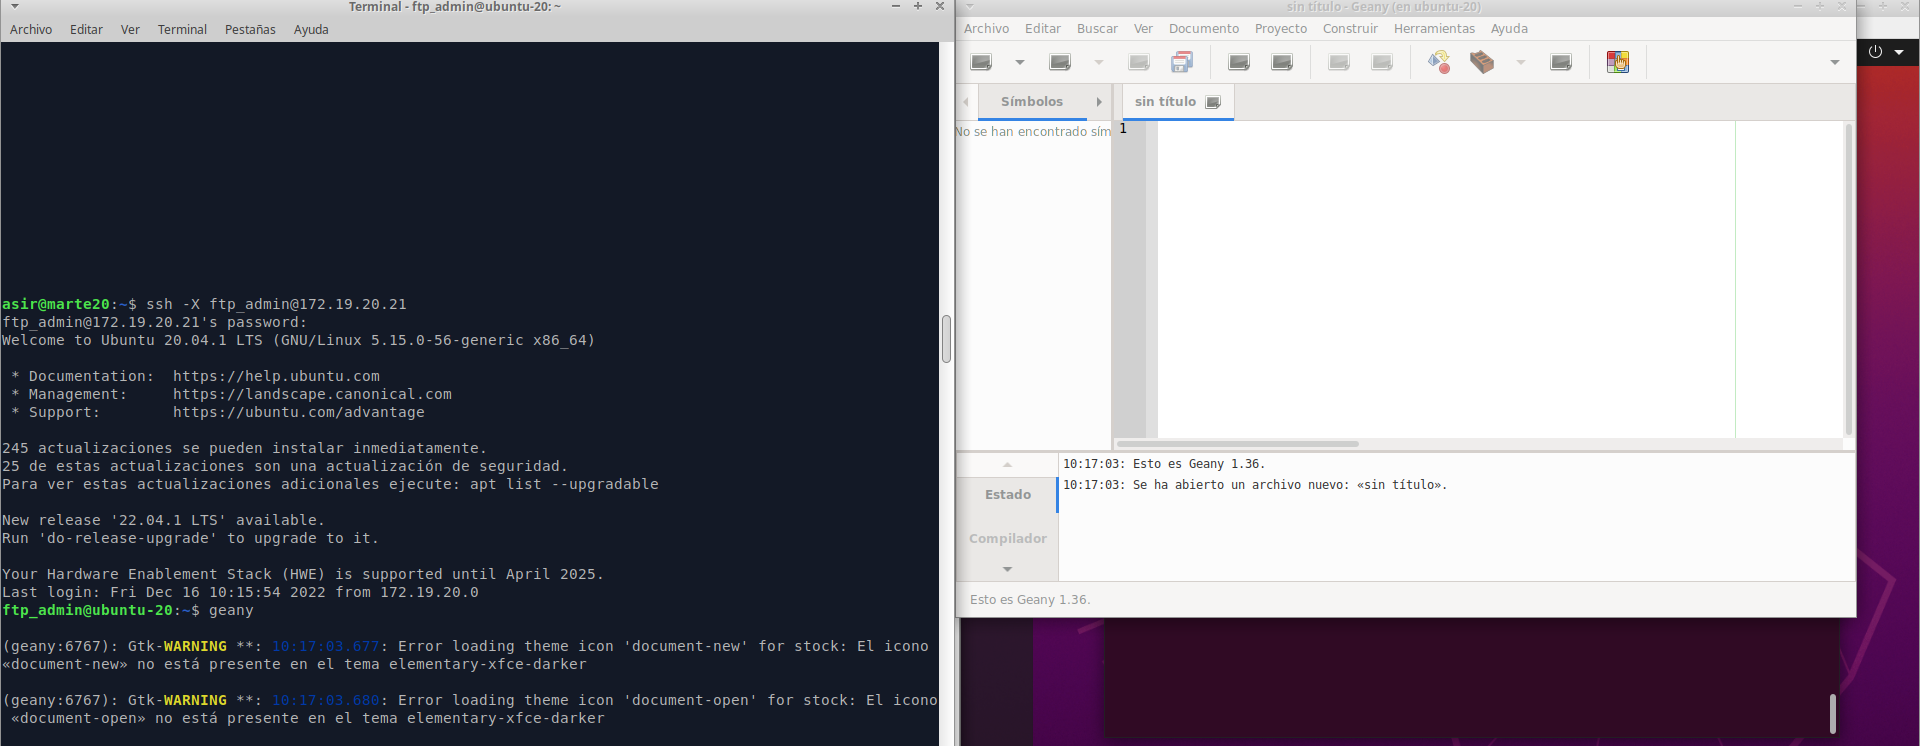 Terminal - ftp_admin@ubuntu-20: ~
Archivo Editar Ver Terminal Pestañas Ayuda
asir@marte20:~$ ssh -X ftp_admin@172.19.20.21
ftp_admin@172.19.20.21's password:
Welcome to Ubuntu 20.04.1 LTS (GNU/Linux 5.15.0-56-generic x86_64)
* Documentation: https://help.ubuntu.com
* Management: https://landscape.canonical.com
* Support: https://ubuntu.com/advantage
245 actualizaciones se pueden instalar inmediatamente.
25 de estas actualizaciones son una actualización de seguridad.
Para ver estas actualizaciones adicionales ejecute: apt list --upgradable
New release '22.04.1 LTS' available.
Run 'do-release-upgrade' to upgrade to it.
Your Hardware Enablement Stack (HWE) is supported until April 2025.
Last login: Fri Dec 16 10:15:54 2022 from 172.19.20.0
ftp_admin@ubuntu-20:~$ geany
(geany:6767): Gtk-WARNING **: 10:17:03.677: Error loading theme icon 'document-new' for stock: El icono
«document-new» no está presente en el tema elementary-xfce-darker
(geany:6767): Gtk-WARNING **: 10:17:03.680: Error loading theme icon 'document-open' for stock: El icono
«document-open» no está presente en el tema elementary-xfce-darker
sin título - Geany (en ubuntu-20)
Archivo Editar Buscar Ver Documento Proyecto Construir Herramientas Ayuda
Símbolos
sin título
No se han encontrado sím
1
10:17:03: Esto es Geany 1.36.
10:17:03: Se ha abierto un archivo nuevo: «sin título».
Estado
Compilador
Esto es Geany 1.36.